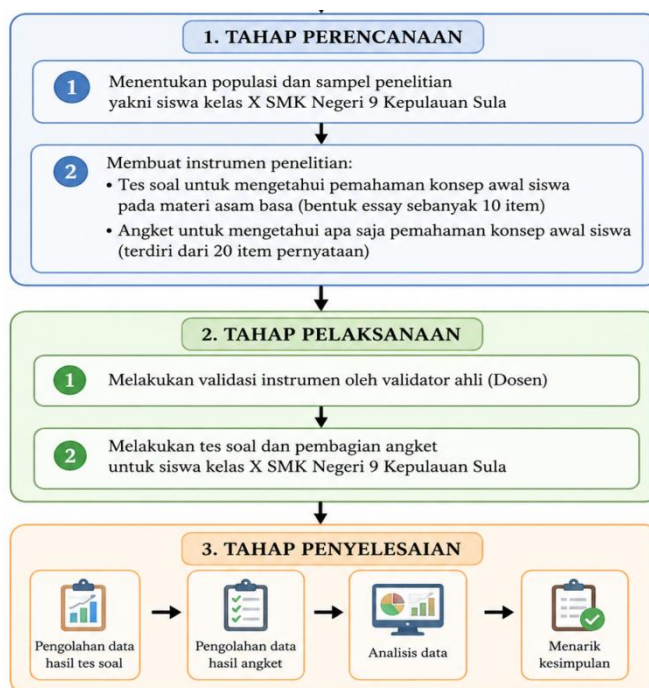 1. TAHAP PERENCANAAN
1
Menentukan populasi dan sampel penelitian
yakni siswa kelas X SMK Negeri 9 Kepulauan Sula
2
Membuat instrumen penelitian:
• Tes soal untuk mengetahui pemahaman konsep awal siswa
pada materi asam basa (bentuk essay sebanyak 10 item)
• Angket untuk mengetahui apa saja pemahaman konsep awal siswa
(terdiri dari 20 item pernyataan)
2. TAHAP PELAKSANAAN
1
Melakukan validasi instrumen oleh validator ahli (Dosen)
2
Melakukan tes soal dan pembagian angket
untuk siswa kelas X SMK Negeri 9 Kepulauan Sula
3. TAHAP PENYELESAIAN
Pengolahan data
hasil tes soal
Pengolahan data
hasil angket
Analisis data
Menarik
kesimpulan